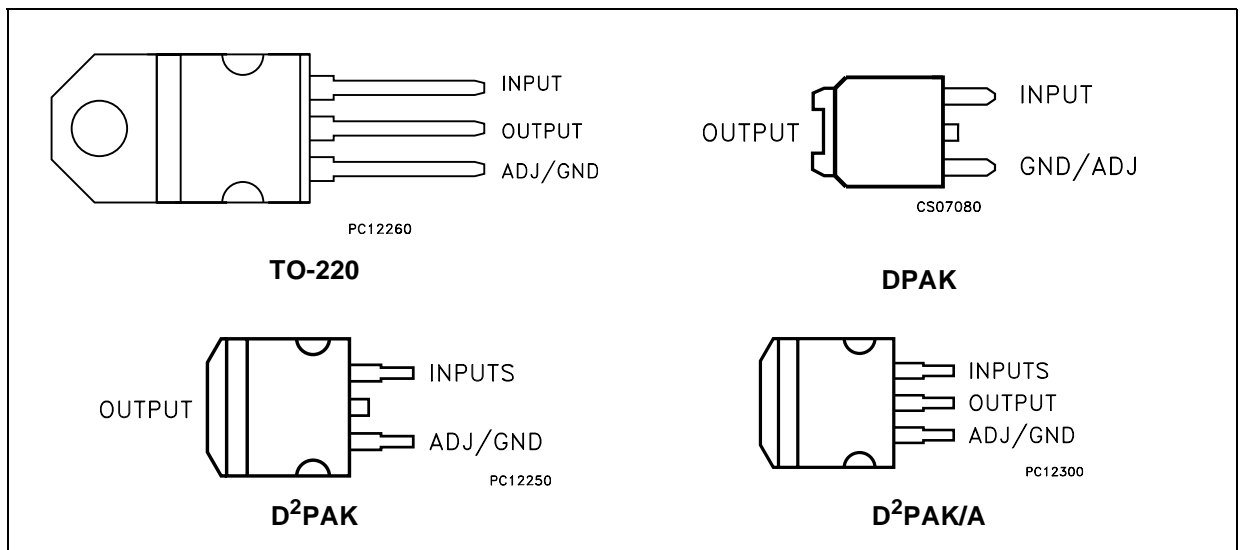 INPUT
OUTPUT
ADJ/GND
PC12260
TO-220
OUTPUT
INPUT
GND/ADJ
CS07080
DPAK
OUTPUT
INPUTS
ADJ/GND
PC12250
D²PAK
INPUTS
OUTPUT
ADJ/GND
PC12300
D²PAK/A